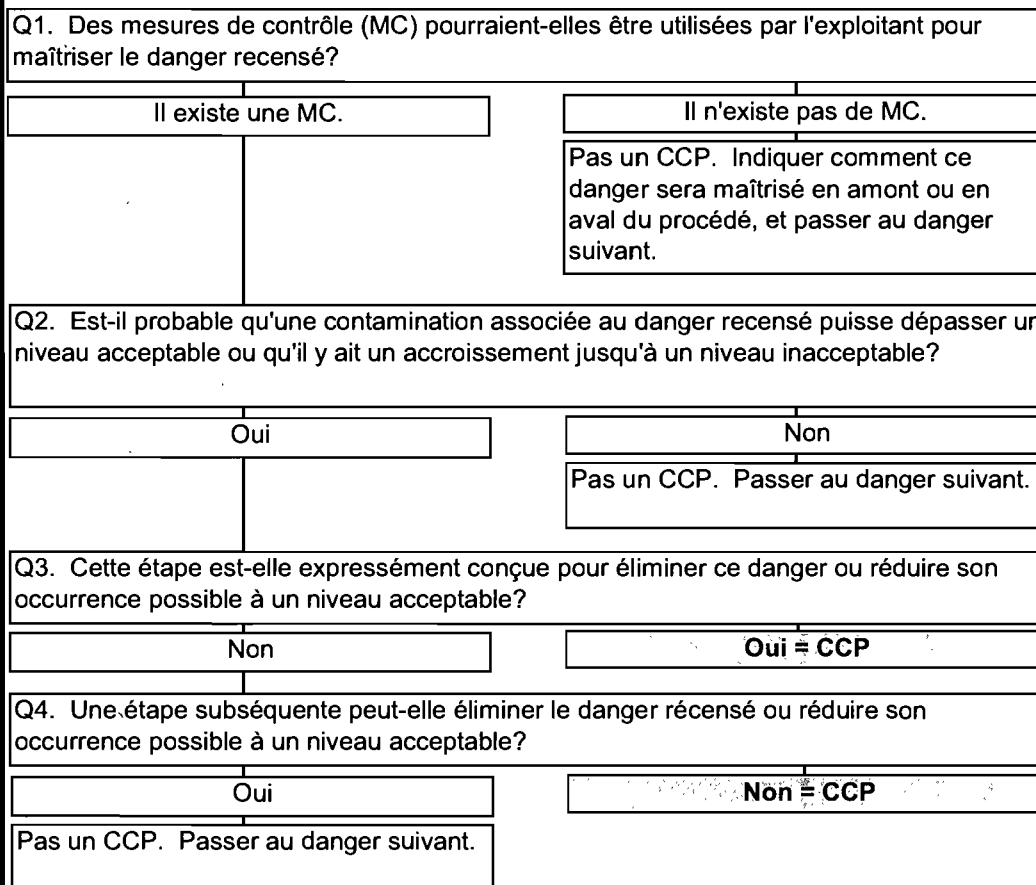 Q1. Des mesures de contrôle (MC) pourraient-elles être utilisées par l'exploitant pour
maîtriser le danger recensé?
Il existe une MC.
Il n'existe pas de MC.
Pas un CCP. Indiquer comment ce
danger sera maîtrisé en amont ou en
aval du procédé, et passer au danger
suivant.
Q2. Est-il probable qu'une contamination associée au danger recensé puisse dépasser un
niveau acceptable ou qu'il y ait un accroissement jusqu'à un niveau inacceptable?
Oui
Non
Pas un CCP. Passer au danger suivant.
Q3. Cette étape est-elle expressément conçue pour éliminer ce danger ou réduire son
occurrence possible à un niveau acceptable?
Non
Oui = CCP
Q4. Une étape subséquente peut-elle éliminer le danger récensé ou réduire son
occurrence possible à un niveau acceptable?
Oui
Non = CCP
Pas un CCP. Passer au danger suivant.